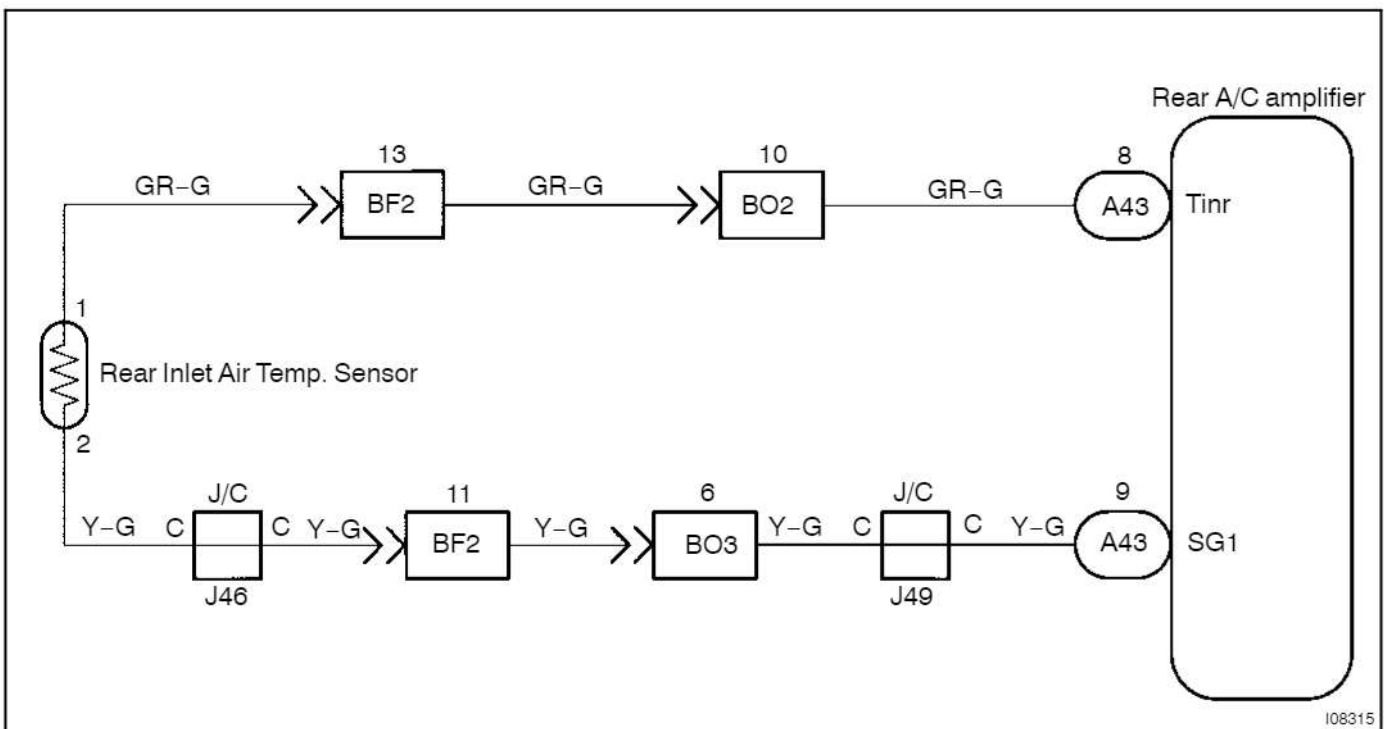 Rear A/C amplifier
13
10
8
GR–G
BF2
GR–G
BO2
GR–G
A43
Tinr
1
Rear Inlet Air Temp. Sensor
2
J/C
11
6
J/C
9
Y–G
C
C
Y–G
BF2
Y–G
BO3
Y–G
C
C
Y–G
A43
SG1
J46
J49
I08315